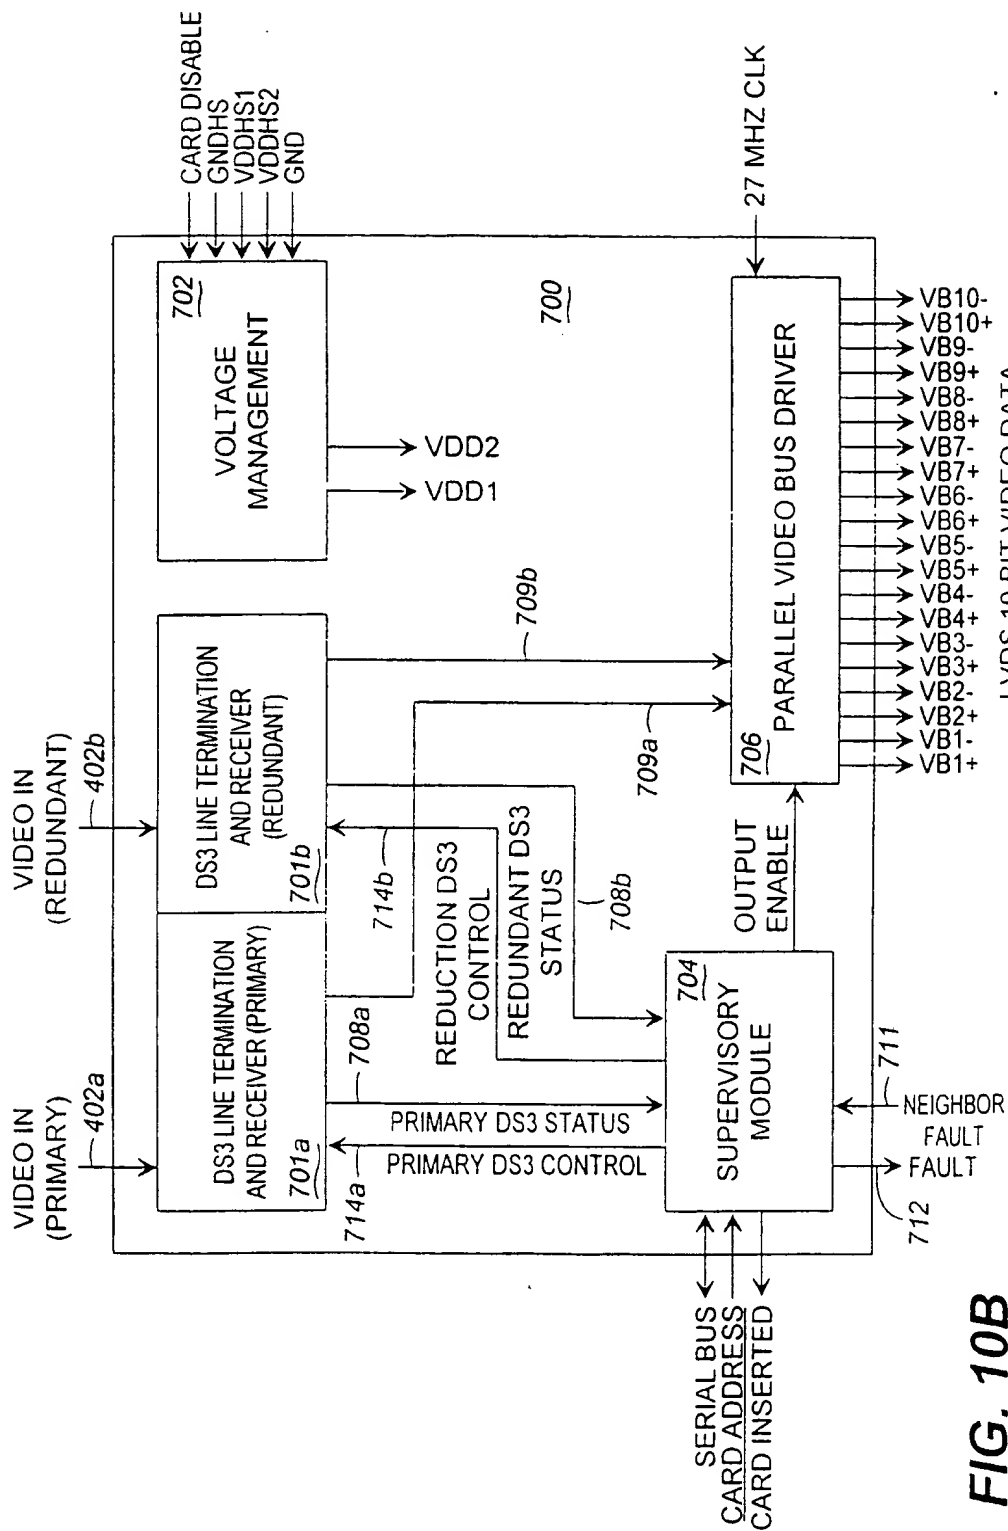 VIDEO IN
(PRIMARY)
402a
VIDEO IN
(REDUNDANT)
402b
DS3 LINE TERMINATION
AND RECEIVER (PRIMARY)
701a
DS3 LINE TERMINATION
AND RECEIVER
(REDUNDANT)
701b
VOLTAGE
MANAGEMENT
702
CARD DISABLE
GNDHS
VDDHS1
VDDHS2
GND
VDD1
VDD2
700
714a
PRIMARY DS3 CONTROL
PRIMARY DS3 STATUS
708a
REDUCTION DS3
CONTROL
714b
REDUNDANT DS3
STATUS
708b
709a
709b
SERIAL BUS
CARD ADDRESS
CARD INSERTED
SUPERVISORY
MODULE
704
OUTPUT
ENABLE
706
PARALLEL VIDEO BUS DRIVER
27 MHZ CLK
712
FAULT
NEIGHBOR
FAULT
711
VB1+
VB1-
VB2+
VB2-
VB3+
VB3-
VB4+
VB4-
VB5+
VB5-
VB6+
VB6-
VB7+
VB7-
VB8+
VB8-
VB9+
VB9-
VB10+
VB10-
LVDS 10 BIT VIDEO DATA
FIG. 10B